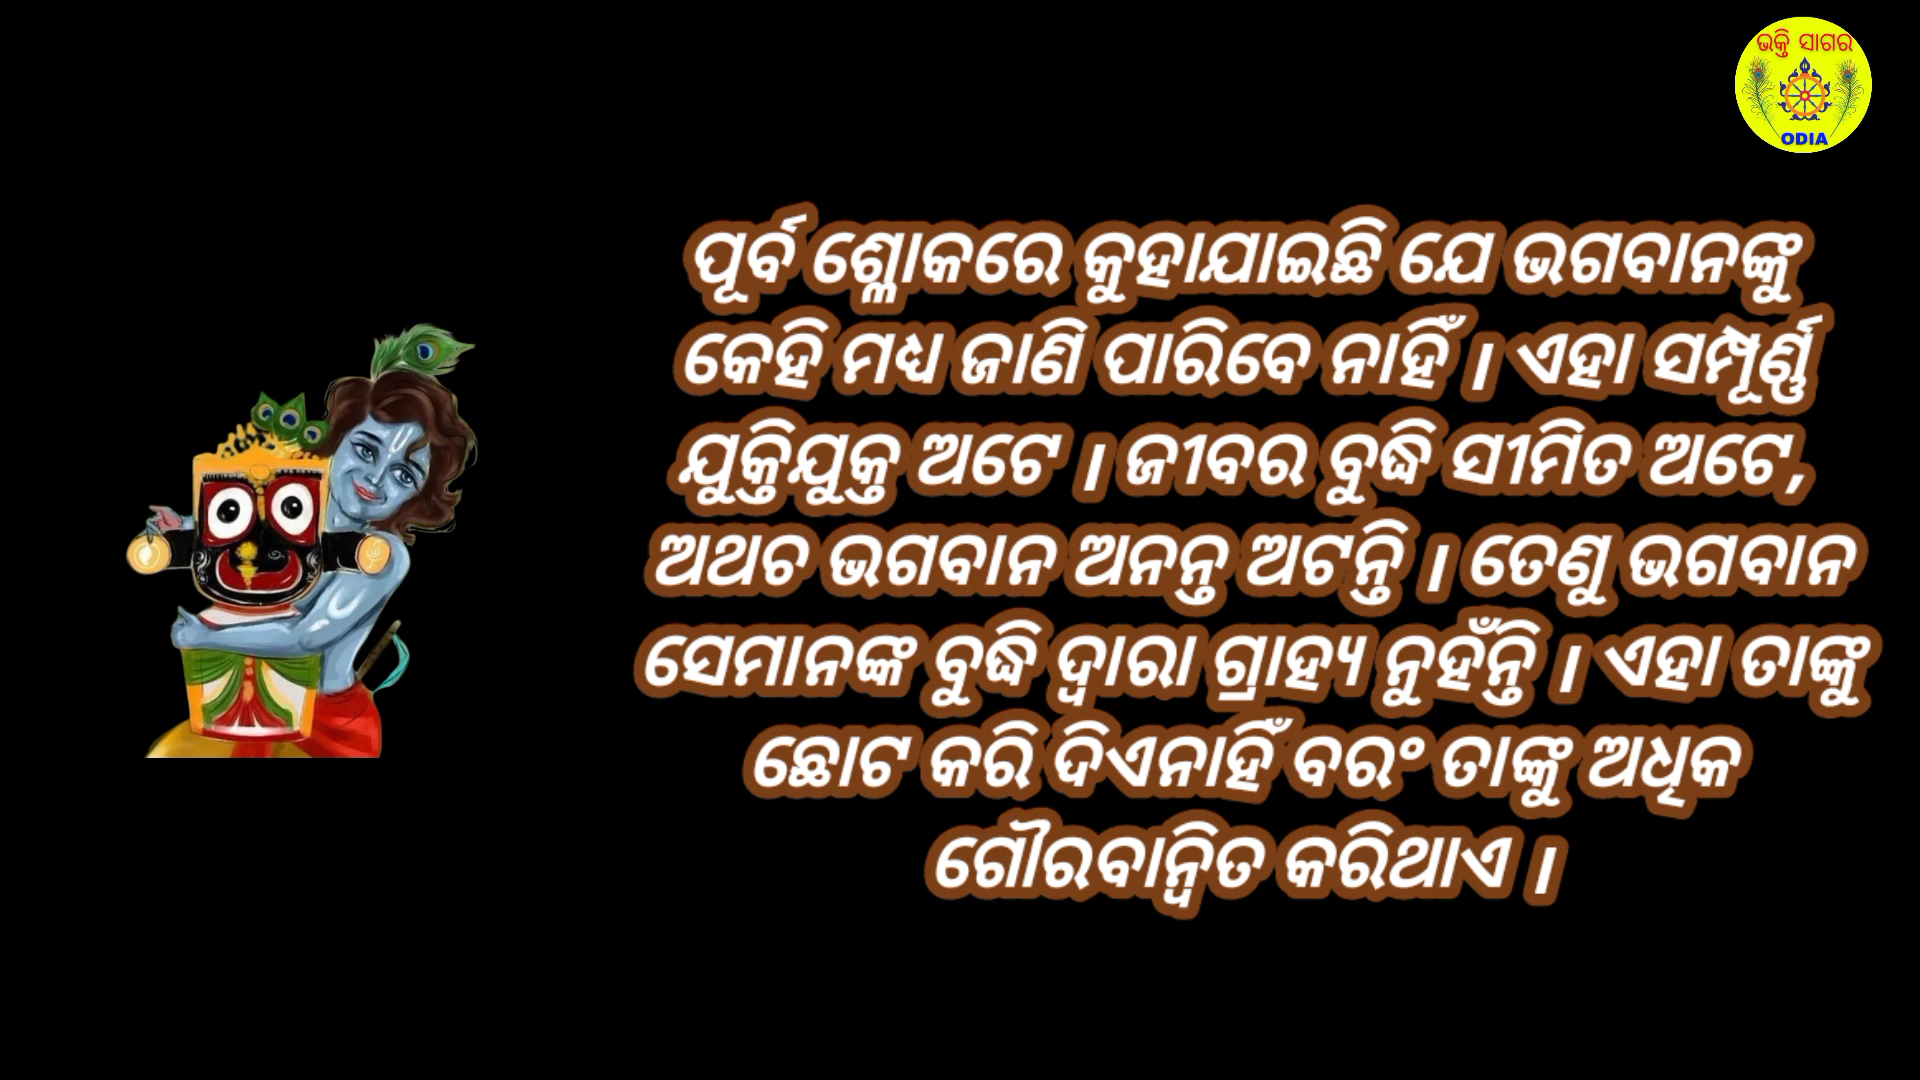 ଭକ୍ତି ସାଗର
ODIA
ପୂର୍ବ ଶ୍ଲୋକରେ କୁହାଯାଇଛି ଯେ ଭଗବାନଙ୍କୁ
କେହି ମଧ୍ୟ ଜାଣି ପାରିବେ ନାହିଁ । ଏହା ସମ୍ପୂର୍ଣ୍ଣ
ଯୁକ୍ତିଯୁକ୍ତ ଅଟେ । ଜୀବର ବୁଦ୍ଧି ସୀମିତ ଅଟେ,
ଅଥଚ ଭଗବାନ ଅନନ୍ତ ଅଟନ୍ତି । ତେଣୁ ଭଗବାନ
ସେମାନଙ୍କ ବୁଦ୍ଧି ଦ୍ୱାରା ଗ୍ରାହ୍ୟ ନୁହଁନ୍ତି । ଏହା ତାଙ୍କୁ
ଛୋଟ କରି ଦିଏନାହିଁ ବରଂ ତାଙ୍କୁ ଅଧିକ
ଗୌରବାନ୍ୱିତ କରିଥାଏ ।